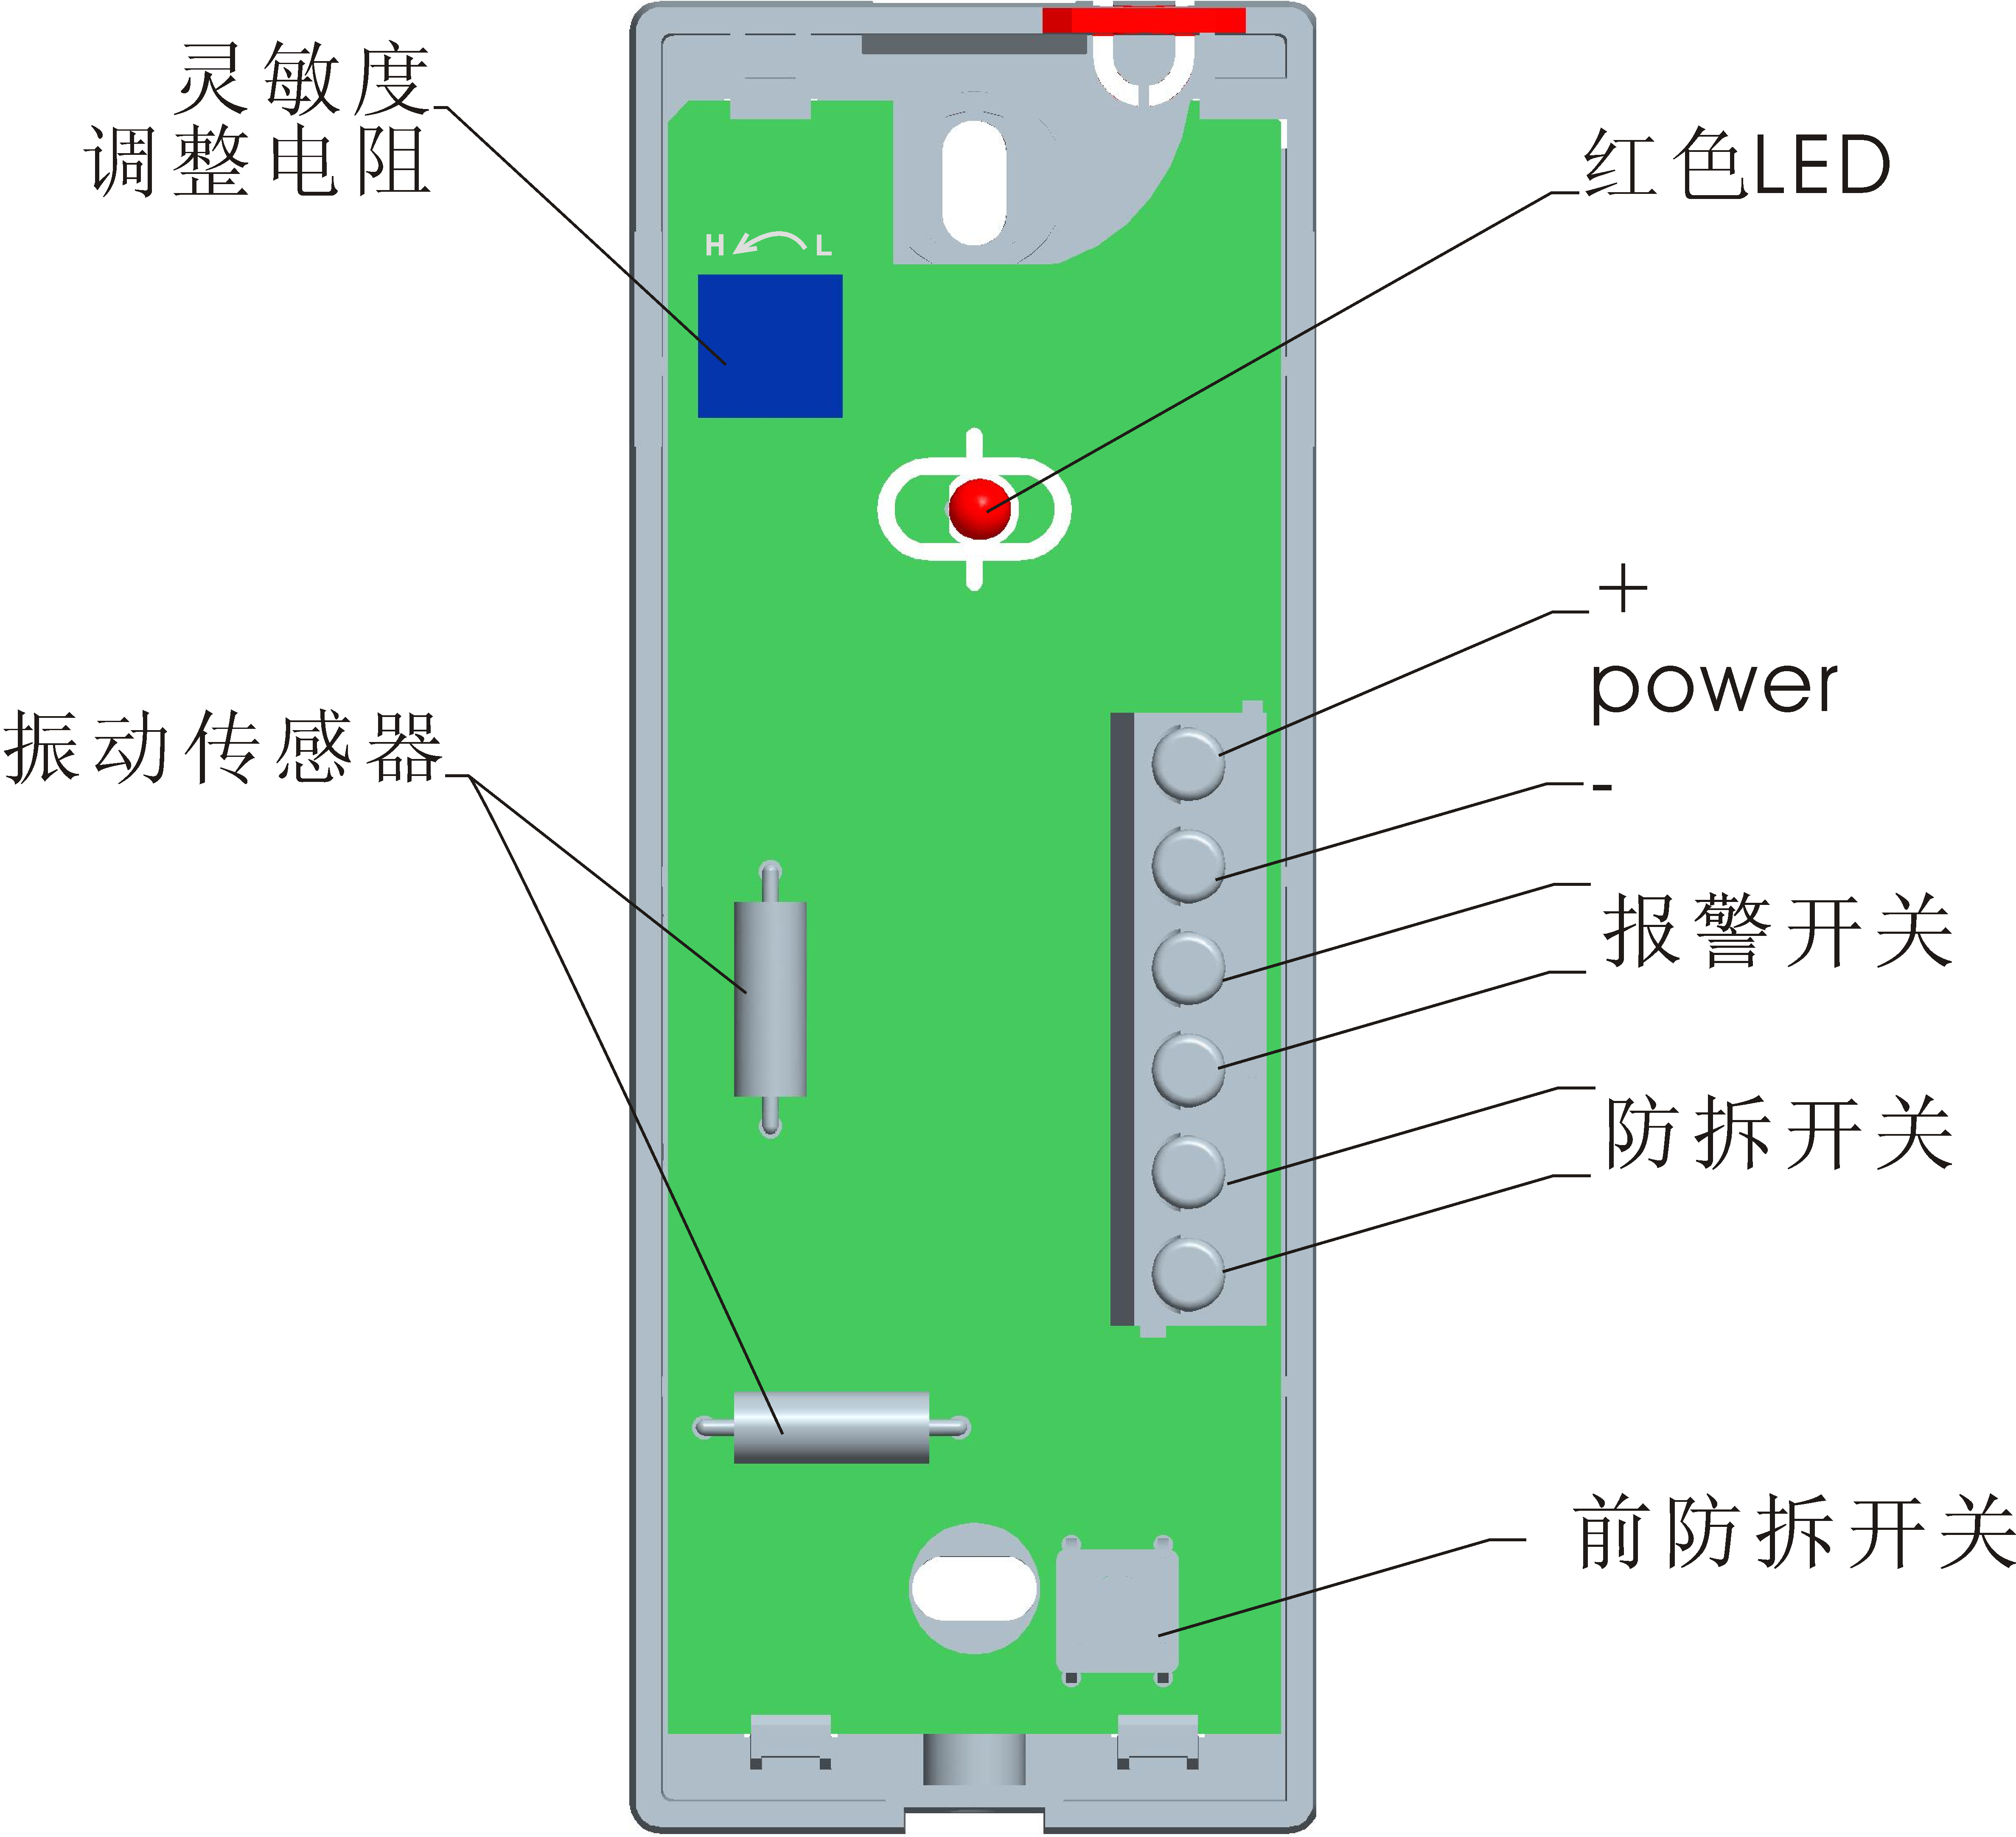 灵敏度
调整电阻
红色LED
H L
+
power
-
振动传感器
报警开关
防拆开关
前防拆开关